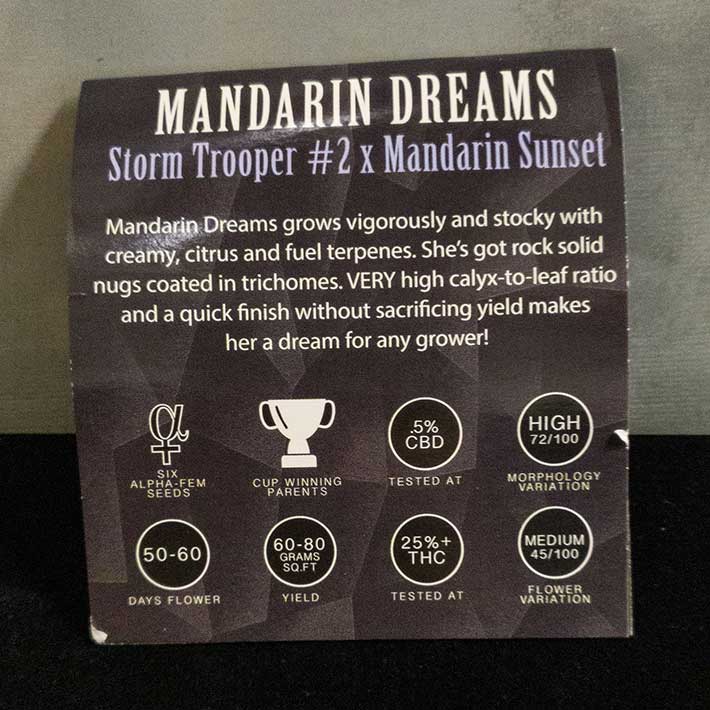 MANDARIN DREAMS
Storm Trooper #2 x Mandarin Sunset
Mandarin Dreams grows vigorously and stocky with
creamy, citrus and fuel terpenes. She's got rock solid
nugs coated in trichomes. VERY high calyx-to-leaf ratio
and a quick finish without sacrificing yield makes
her a dream for any grower!
SIX
ALPHA-FEM
SEEDS
CUP WINNING
PARENTS
.5%
CBD
TESTED AT
HIGH
72/100
MORPHOLOGY
VARIATION
50-60
DAYS FLOWER
60-80
GRAMS
SQ.FT
YIELD
25%+
THC
TESTED AT
MEDIUM
45/100
FLOWER
VARIATION